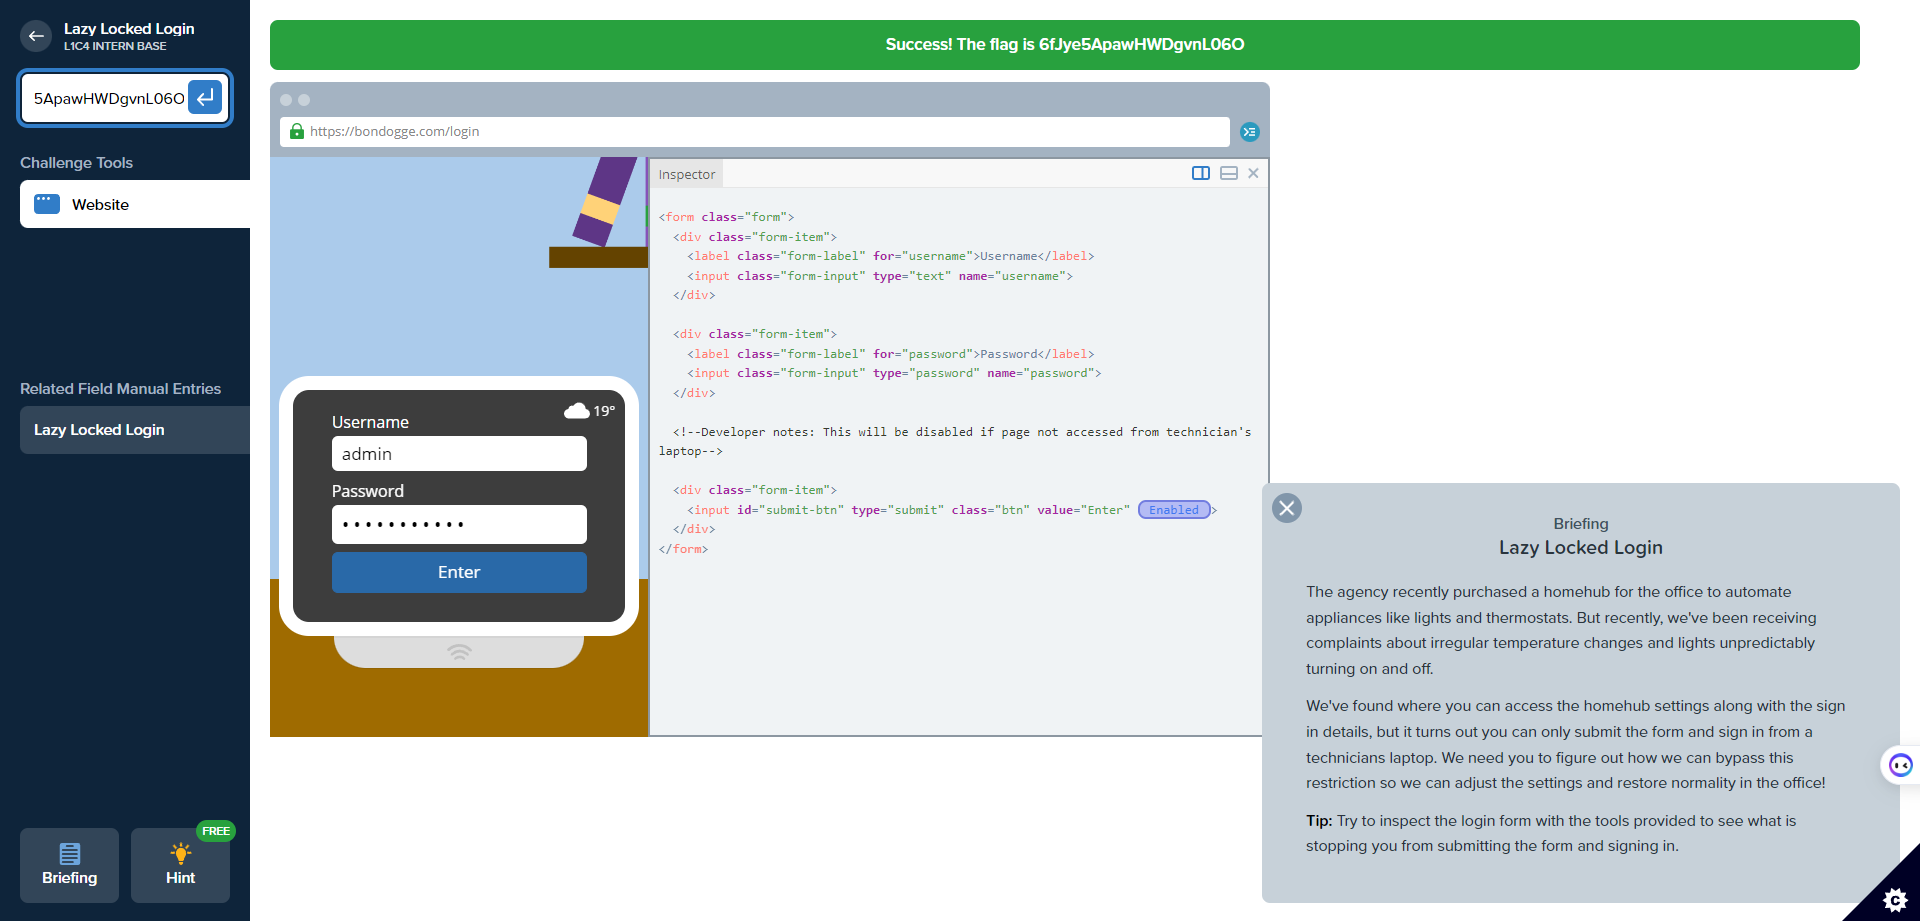 Lazy Locked Login
L1C4 INTERN BASE
5ApawHWDgvnL06O
Challenge Tools
Website
Related Field Manual Entries
Lazy Locked Login
FREE
Briefing
Hint
Success! The flag is 6fJye5ApawHWDgvnL06O
https://bondogge.com/login
19°
Username
admin
Password
•••••••••••
Enter
Inspector
<form class="form">
<div class="form-item">
<label class="form-label" for="username">Username</label>
<input class="form-input" type="text" name="username">
</div>
<div class="form-item">
<label class="form-label" for="password">Password</label>
<input class="form-input" type="password" name="password">
</div>
<!--Developer notes: This will be disabled if page not accessed from technician's
laptop-->
<div class="form-item">
<input id="submit-btn" type="submit" class="btn" value="Enter" Enabled>
</div>
</form>
Briefing
Lazy Locked Login
The agency recently purchased a homehub for the office to automate
appliances like lights and thermostats. But recently, we've been receiving
complaints about irregular temperature changes and lights unpredictably
turning on and off.
We've found where you can access the homehub settings along with the sign
in details, but it turns out you can only submit the form and sign in from a
technicians laptop. We need you to figure out how we can bypass this
restriction so we can adjust the settings and restore normality in the office!
Tip: Try to inspect the login form with the tools provided to see what is
stopping you from submitting the form and signing in.
C